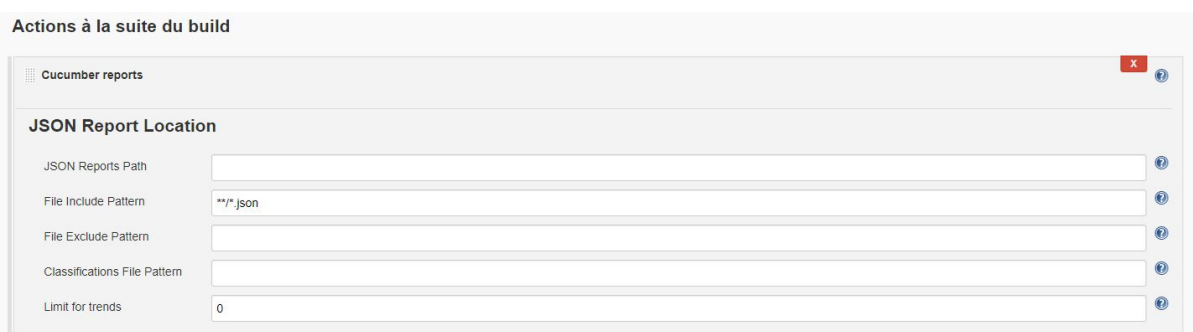 Actions à la suite du build
Cucumber reports
X
JSON Report Location
JSON Reports Path
File Include Pattern **/*.json
File Exclude Pattern
Classifications File Pattern
Limit for trends 0